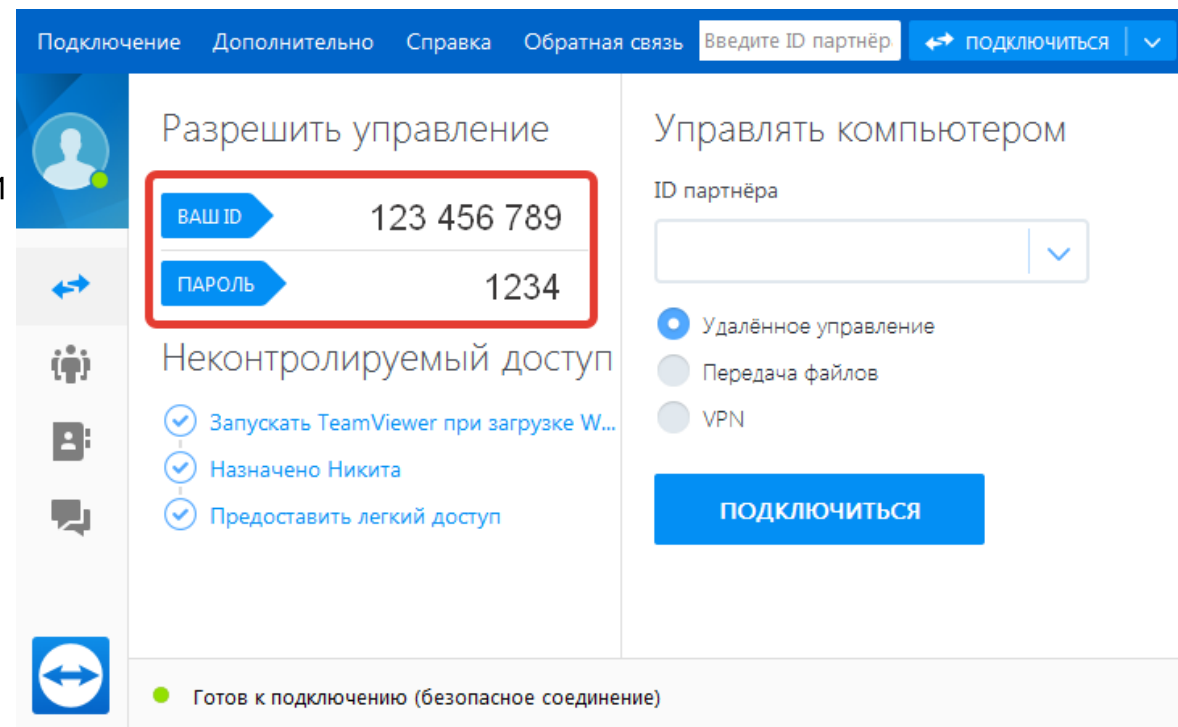 Подключение Дополнительно Справка Обратная связь Введите ID партнёр ПОДКЛЮЧИТЬСЯ
Разрешить управление
ВАШ ID 123 456 789
ПАРОЛЬ 1234
Неконтролируемый доступ
Запускать TeamViewer при загрузке W...
Назначено Никита
Предоставить легкий доступ
Управлять компьютером
ID партнёра
Удалённое управление
Передача файлов
VPN
ПОДКЛЮЧИТЬСЯ
Готов к подключению (безопасное соединение)